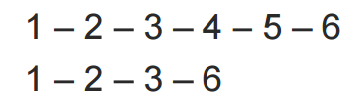 1 – 2 – 3 – 4 – 5 – 6
1 – 2 – 3 – 6